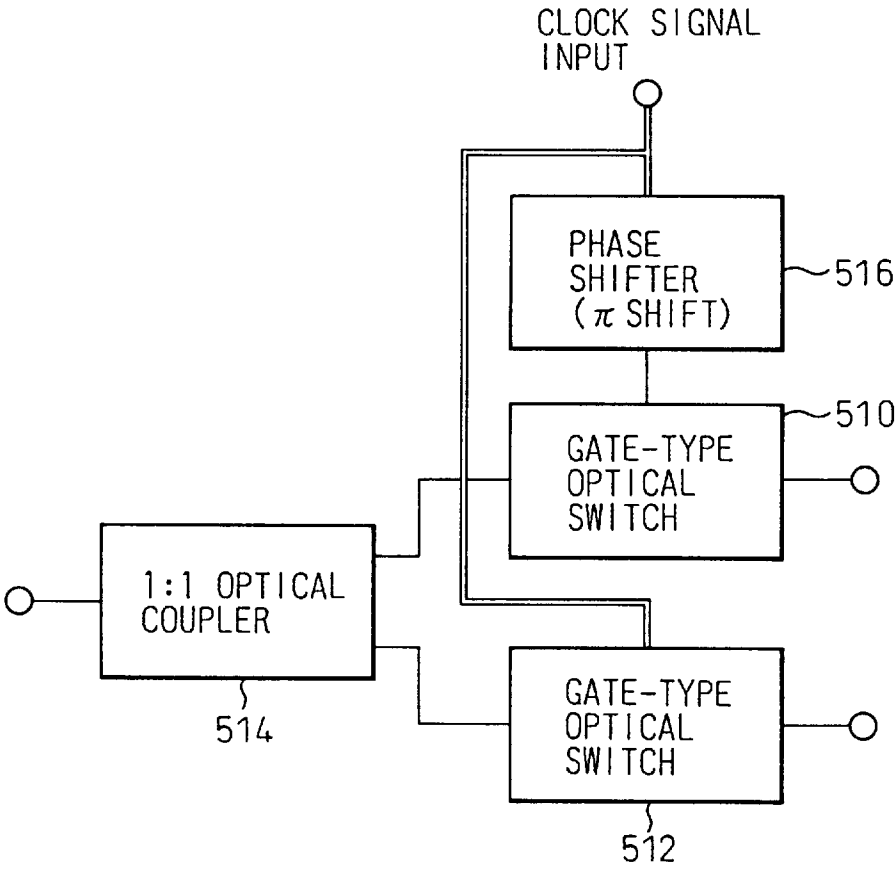 CLOCK SIGNAL
INPUT
PHASE
SHIFTER
(π SHIFT)
516
510
GATE-TYPE
OPTICAL
SWITCH
1:1 OPTICAL
COUPLER
514
GATE-TYPE
OPTICAL
SWITCH
512